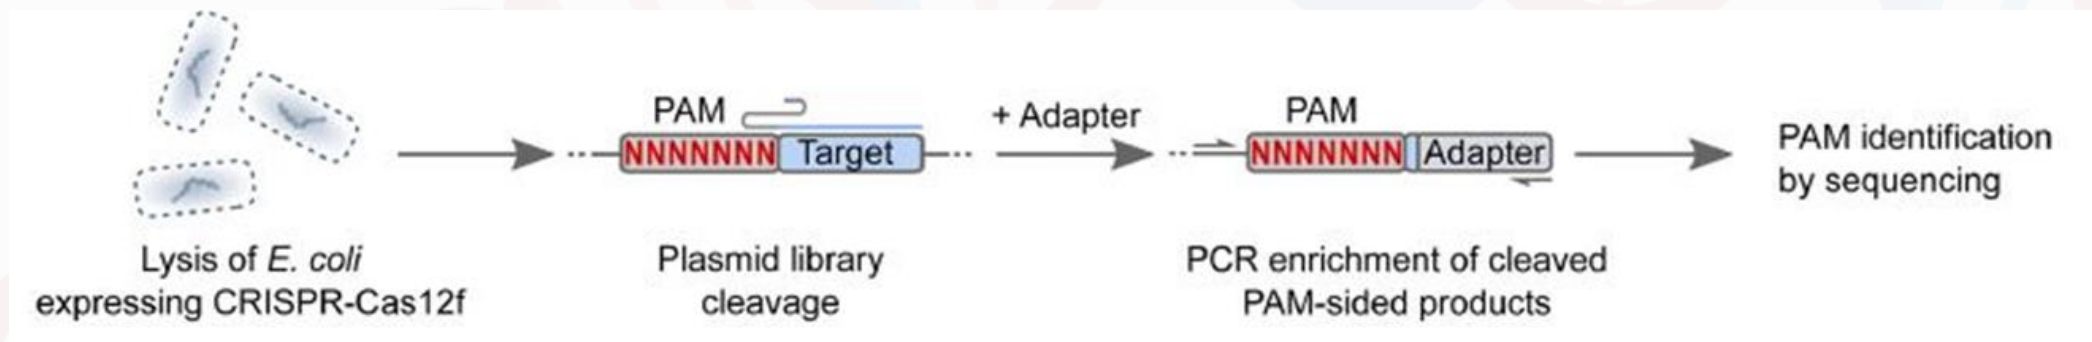 Lysis of E. coli
expressing CRISPR-Cas12f
PAM
NNNNNNN Target
Plasmid library
cleavage
+ Adapter
PAM
NNNNNNN Adapter
PCR enrichment of cleaved
PAM-sided products
PAM identification
by sequencing